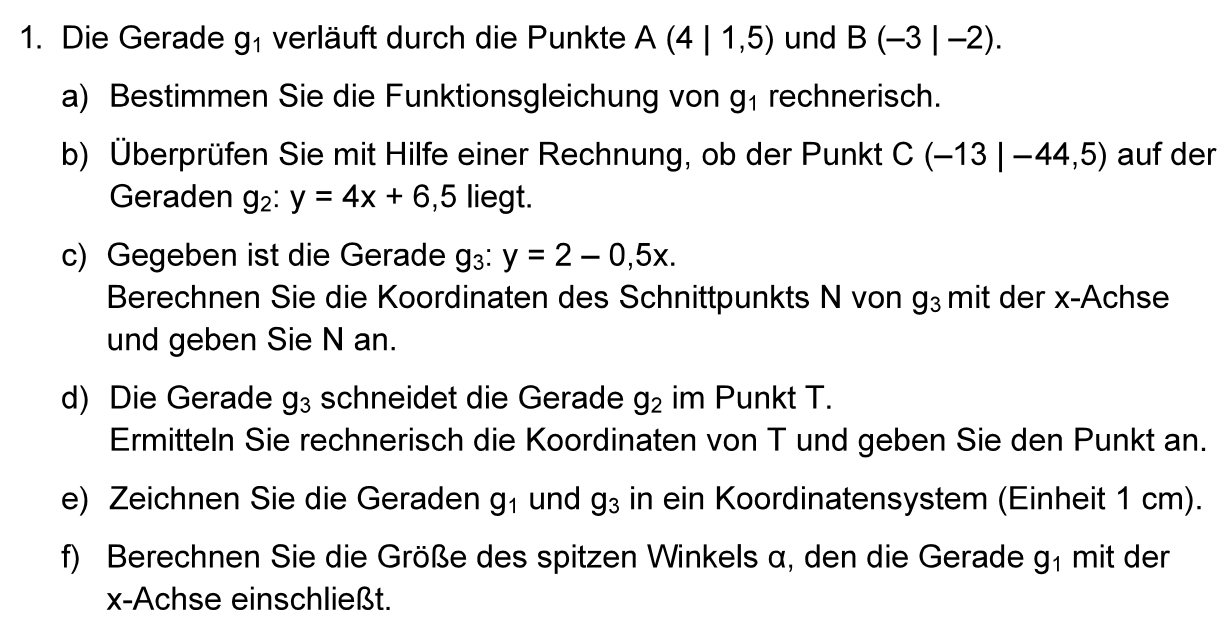 1. Die Gerade g₁ verläuft durch die Punkte A (4 | 1,5) und B (–3 | –2).
a) Bestimmen Sie die Funktionsgleichung von g₁ rechnerisch.
b) Überprüfen Sie mit Hilfe einer Rechnung, ob der Punkt C (–13 | –44,5) auf der
Geraden g₂: y = 4x + 6,5 liegt.
c) Gegeben ist die Gerade g₃: y = 2 – 0,5x.
Berechnen Sie die Koordinaten des Schnittpunkts N von g₃ mit der x-Achse
und geben Sie N an.
d) Die Gerade g₃ schneidet die Gerade g₂ im Punkt T.
Ermitteln Sie rechnerisch die Koordinaten von T und geben Sie den Punkt an.
e) Zeichnen Sie die Geraden g₁ und g₃ in ein Koordinatensystem (Einheit 1 cm).
f) Berechnen Sie die Größe des spitzen Winkels α, den die Gerade g₁ mit der
x-Achse einschließt.